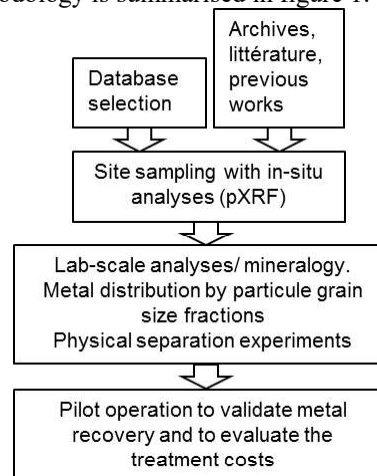 odology is summarised in figure 1.
Archives,
littérature,
previous
works
Database
selection
Site sampling with in-situ
analyses (pXRF)
Lab-scale analyses/ mineralogy.
Metal distribution by particule grain
size fractions
Physical separation experiments
Pilot operation to validate metal
recovery and to evaluate the
treatment costs